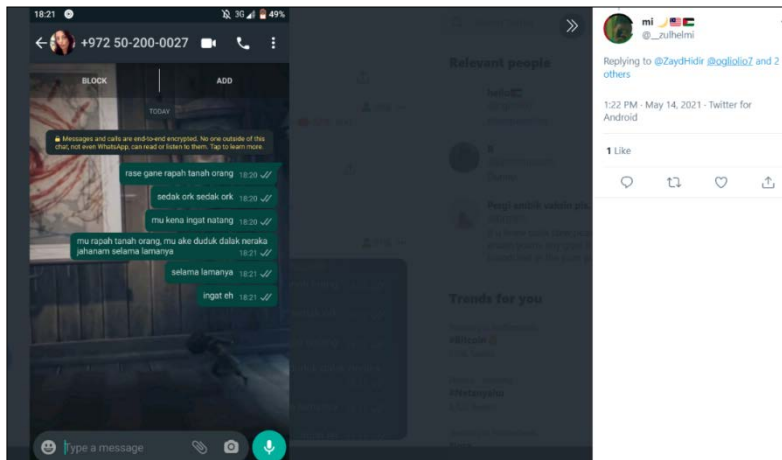 18:21
3G
49%
+972 50-200-0027
BLOCK
ADD
TODAY
Messages and calls are end-to-end encrypted. No one outside of this
chat, not even WhatsApp, can read or listen to them. Tap to learn more.
rase gane rapah tanah orang 18:20
sedak ork sedak ork 18:20
mu kena ingat natang 18:20
mu rapah tanah orang, mu ake duduk dalak neraka
jahanam selama lamanya 18:21
selama lamanya 18:21
ingat eh 18:21
Type a message
Relevant people
Trends for you
mi
@__zulhelmi
Replying to @ZaydHidir @ogliolio7 and 2
others
1:22 PM · May 14, 2021 · Twitter for
Android
1 Like